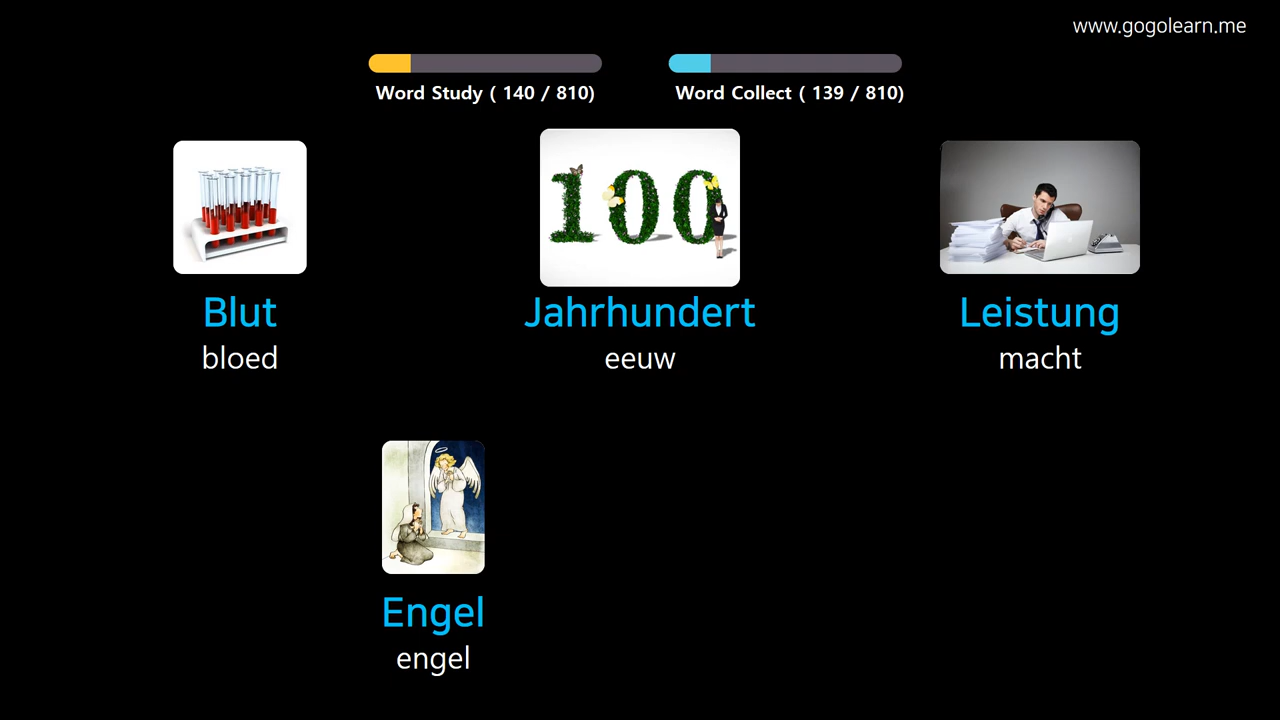 www.gogolearn.me
Word Study ( 140 / 810)
Word Collect ( 139 / 810)
100
Blut
bloed
Jahrhundert
eeuw
Leistung
macht
Engel
engel